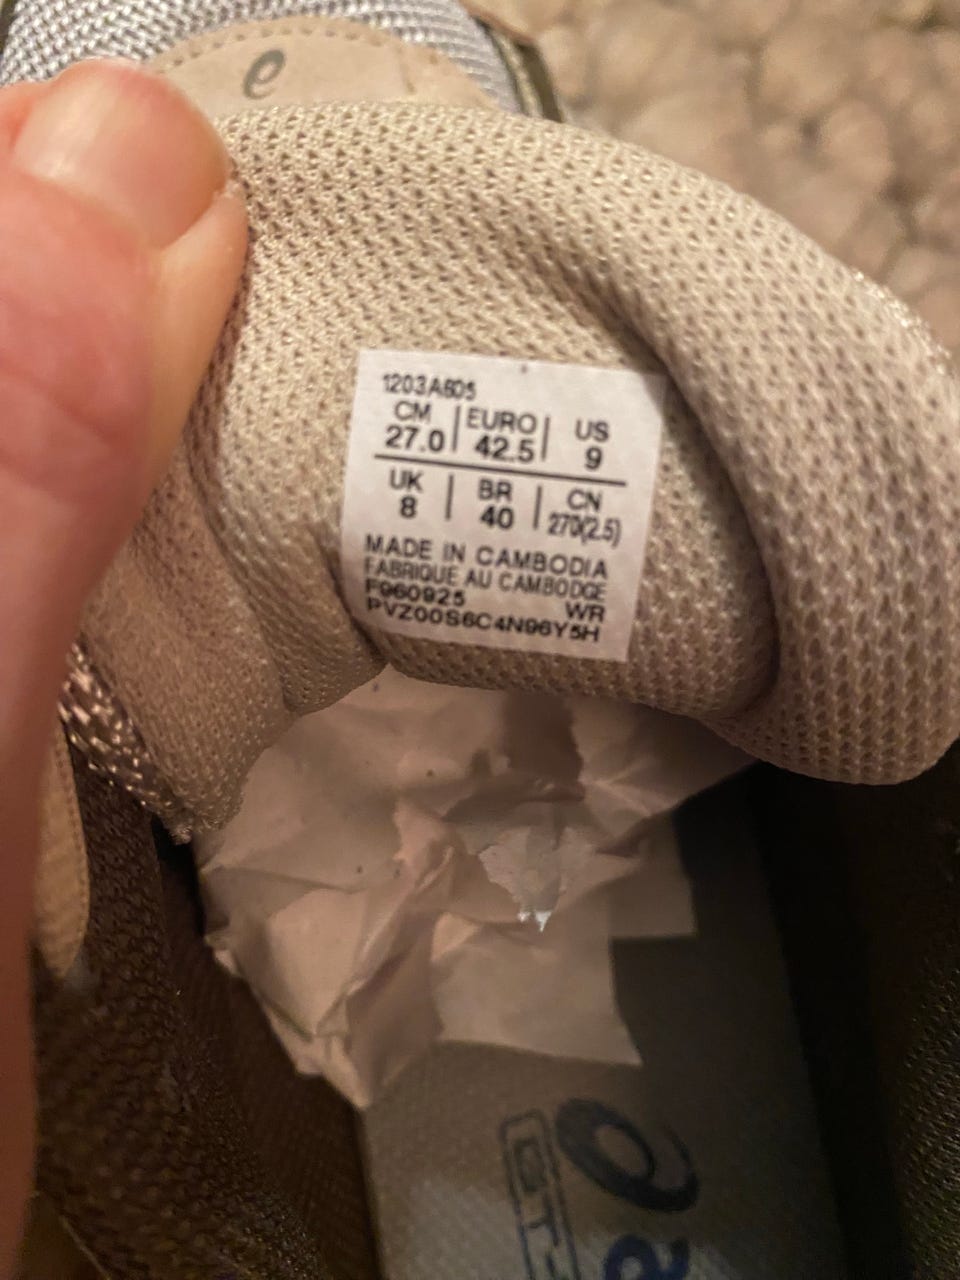 1203A605
CM | EURO | US
27.0 | 42.5 | 9
UK | BR | CN
8 | 40 | 270(2.5)
MADE IN CAMBODIA
FABRIQUE AU CAMBODGE
F960925 WR
PVZ00S6C4N96Y5H
GT-
a